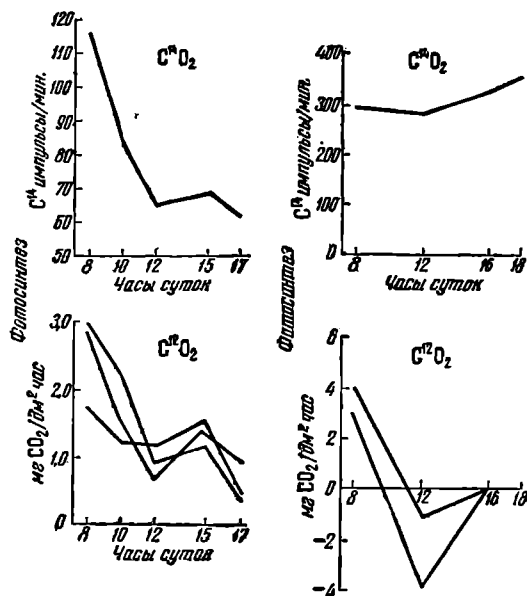 120
110
100
90
80
70
60
50
C¹⁴ импульсы/мин.
C¹⁴O₂
8 10 12 15 17
Часы суток
400
300
200
100
0
C¹⁴ импульсы/мин.
C¹⁴O₂
8 12 16 18
Часы суток
Фотосинтез
3,0
2,0
1,0
0
мг CO₂/дм² час
C¹²O₂
8 10 12 15 17
Часы суток
Фотосинтез
6
4
2
0
-2
-4
мг CO₂/дм² час
C¹²O₂
8 12 16 18